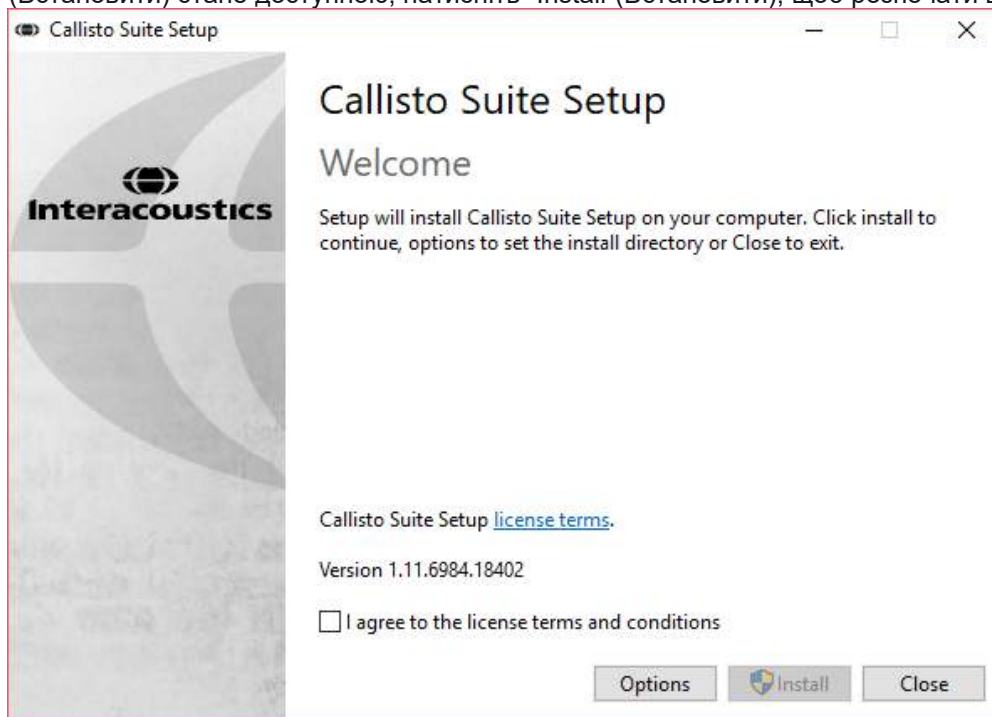 (Встановити) стане доступною, натисніть "Install (Встановити), щоб розпочати
Callisto Suite Setup
Interacoustics
Callisto Suite Setup
Welcome
Setup will install Callisto Suite Setup on your computer. Click install to
continue, options to set the install directory or Close to exit.
Callisto Suite Setup license terms.
Version 1.11.6984.18402
I agree to the license terms and conditions
Options
Install
Close